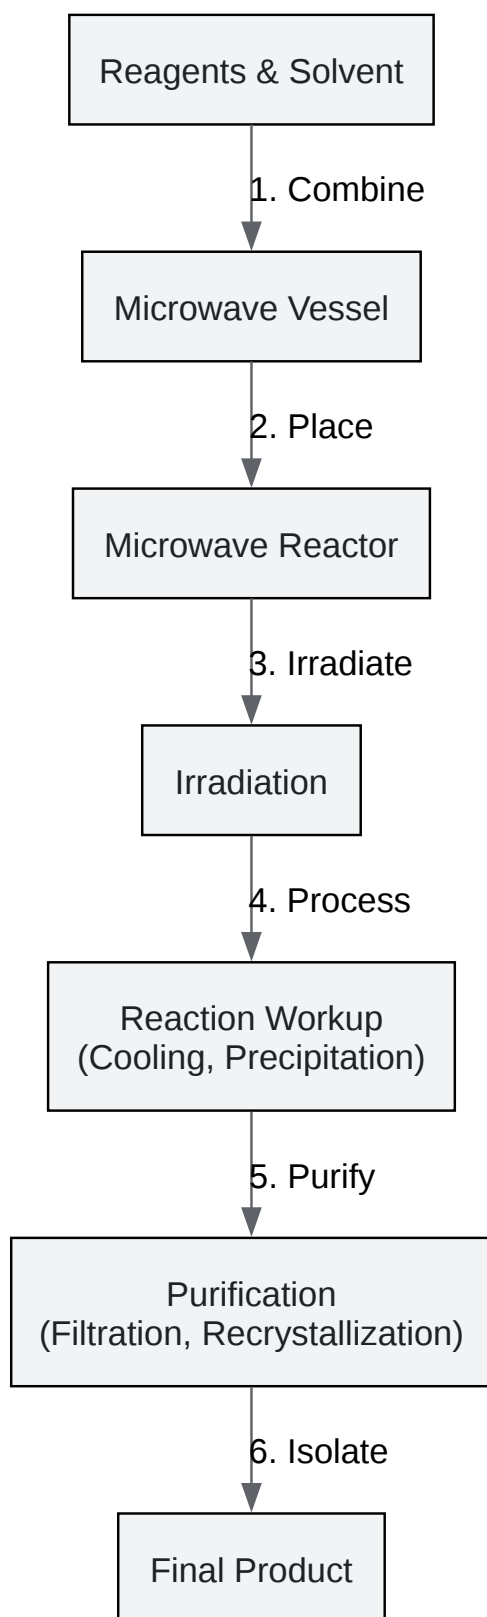 Reagents & Solvent
1. Combine
Microwave Vessel
2. Place
Microwave Reactor
3. Irradiate
Irradiation
4. Process
Reaction Workup
(Cooling, Precipitation)
5. Purify
Purification
(Filtration, Recrystallization)
6. Isolate
Final Product